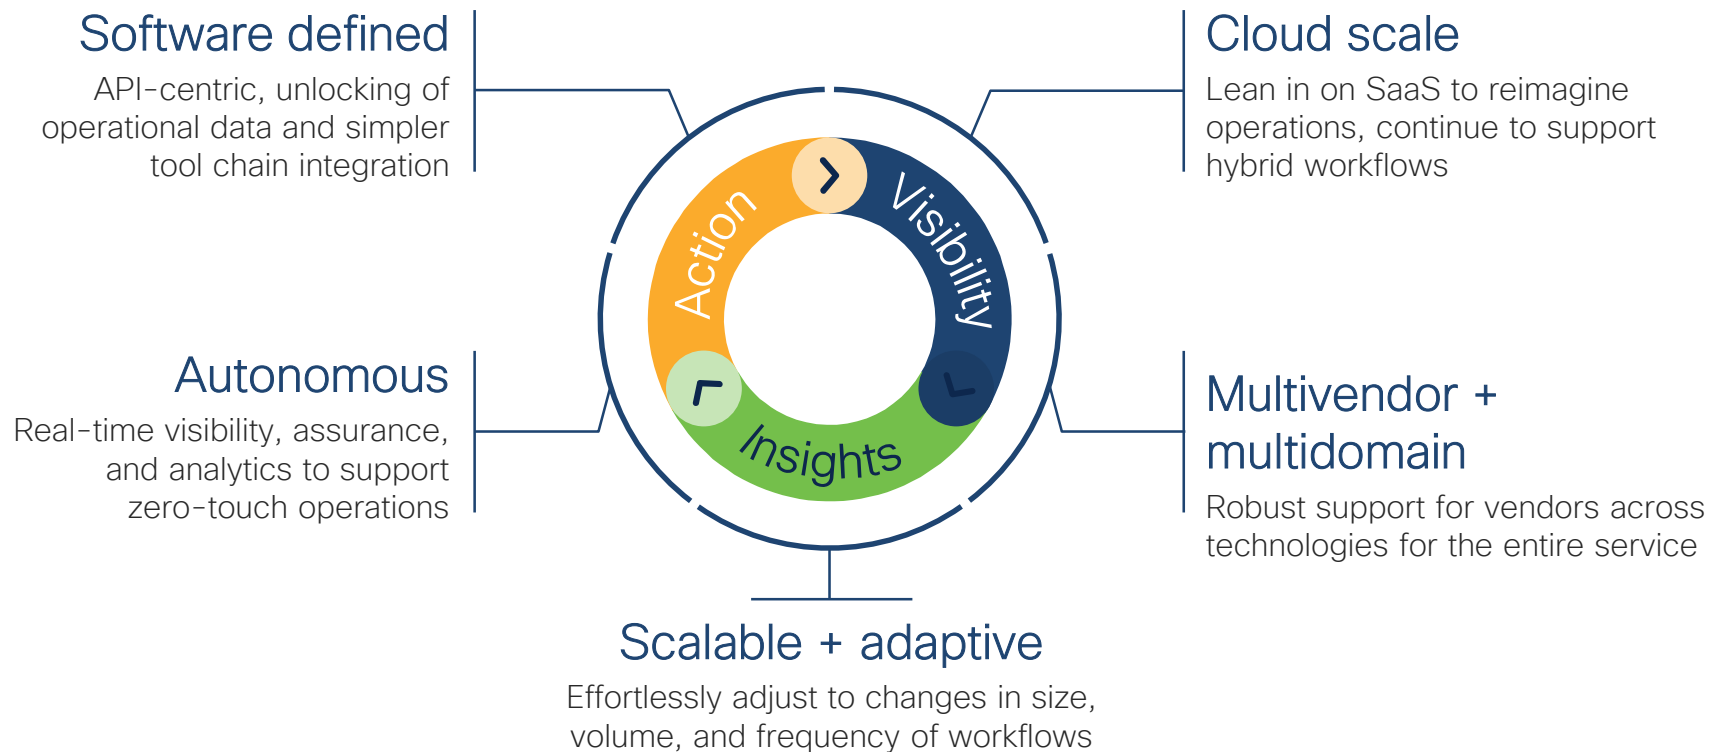 Software defined
API-centric, unlocking of
operational data and simpler
tool chain integration
Cloud scale
Lean in on SaaS to reimagine
operations, continue to support
hybrid workflows
Action
Visibility
Insights
Autonomous
Real-time visibility, assurance,
and analytics to support
zero-touch operations
Multivendor +
multidomain
Robust support for vendors across
technologies for the entire service
Scalable + adaptive
Effortlessly adjust to changes in size,
volume, and frequency of workflows